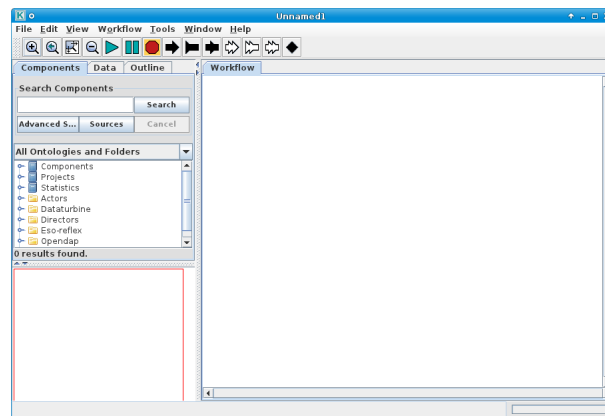 Unnamed1
File Edit View Workflow Tools Window Help
Components Data Outline
Workflow
Search Components
Search
Advanced S... Sources Cancel
All Ontologies and Folders
Components
Projects
Statistics
Actors
Dataturbine
Directors
Eso-reflex
Opendap
0 results found.